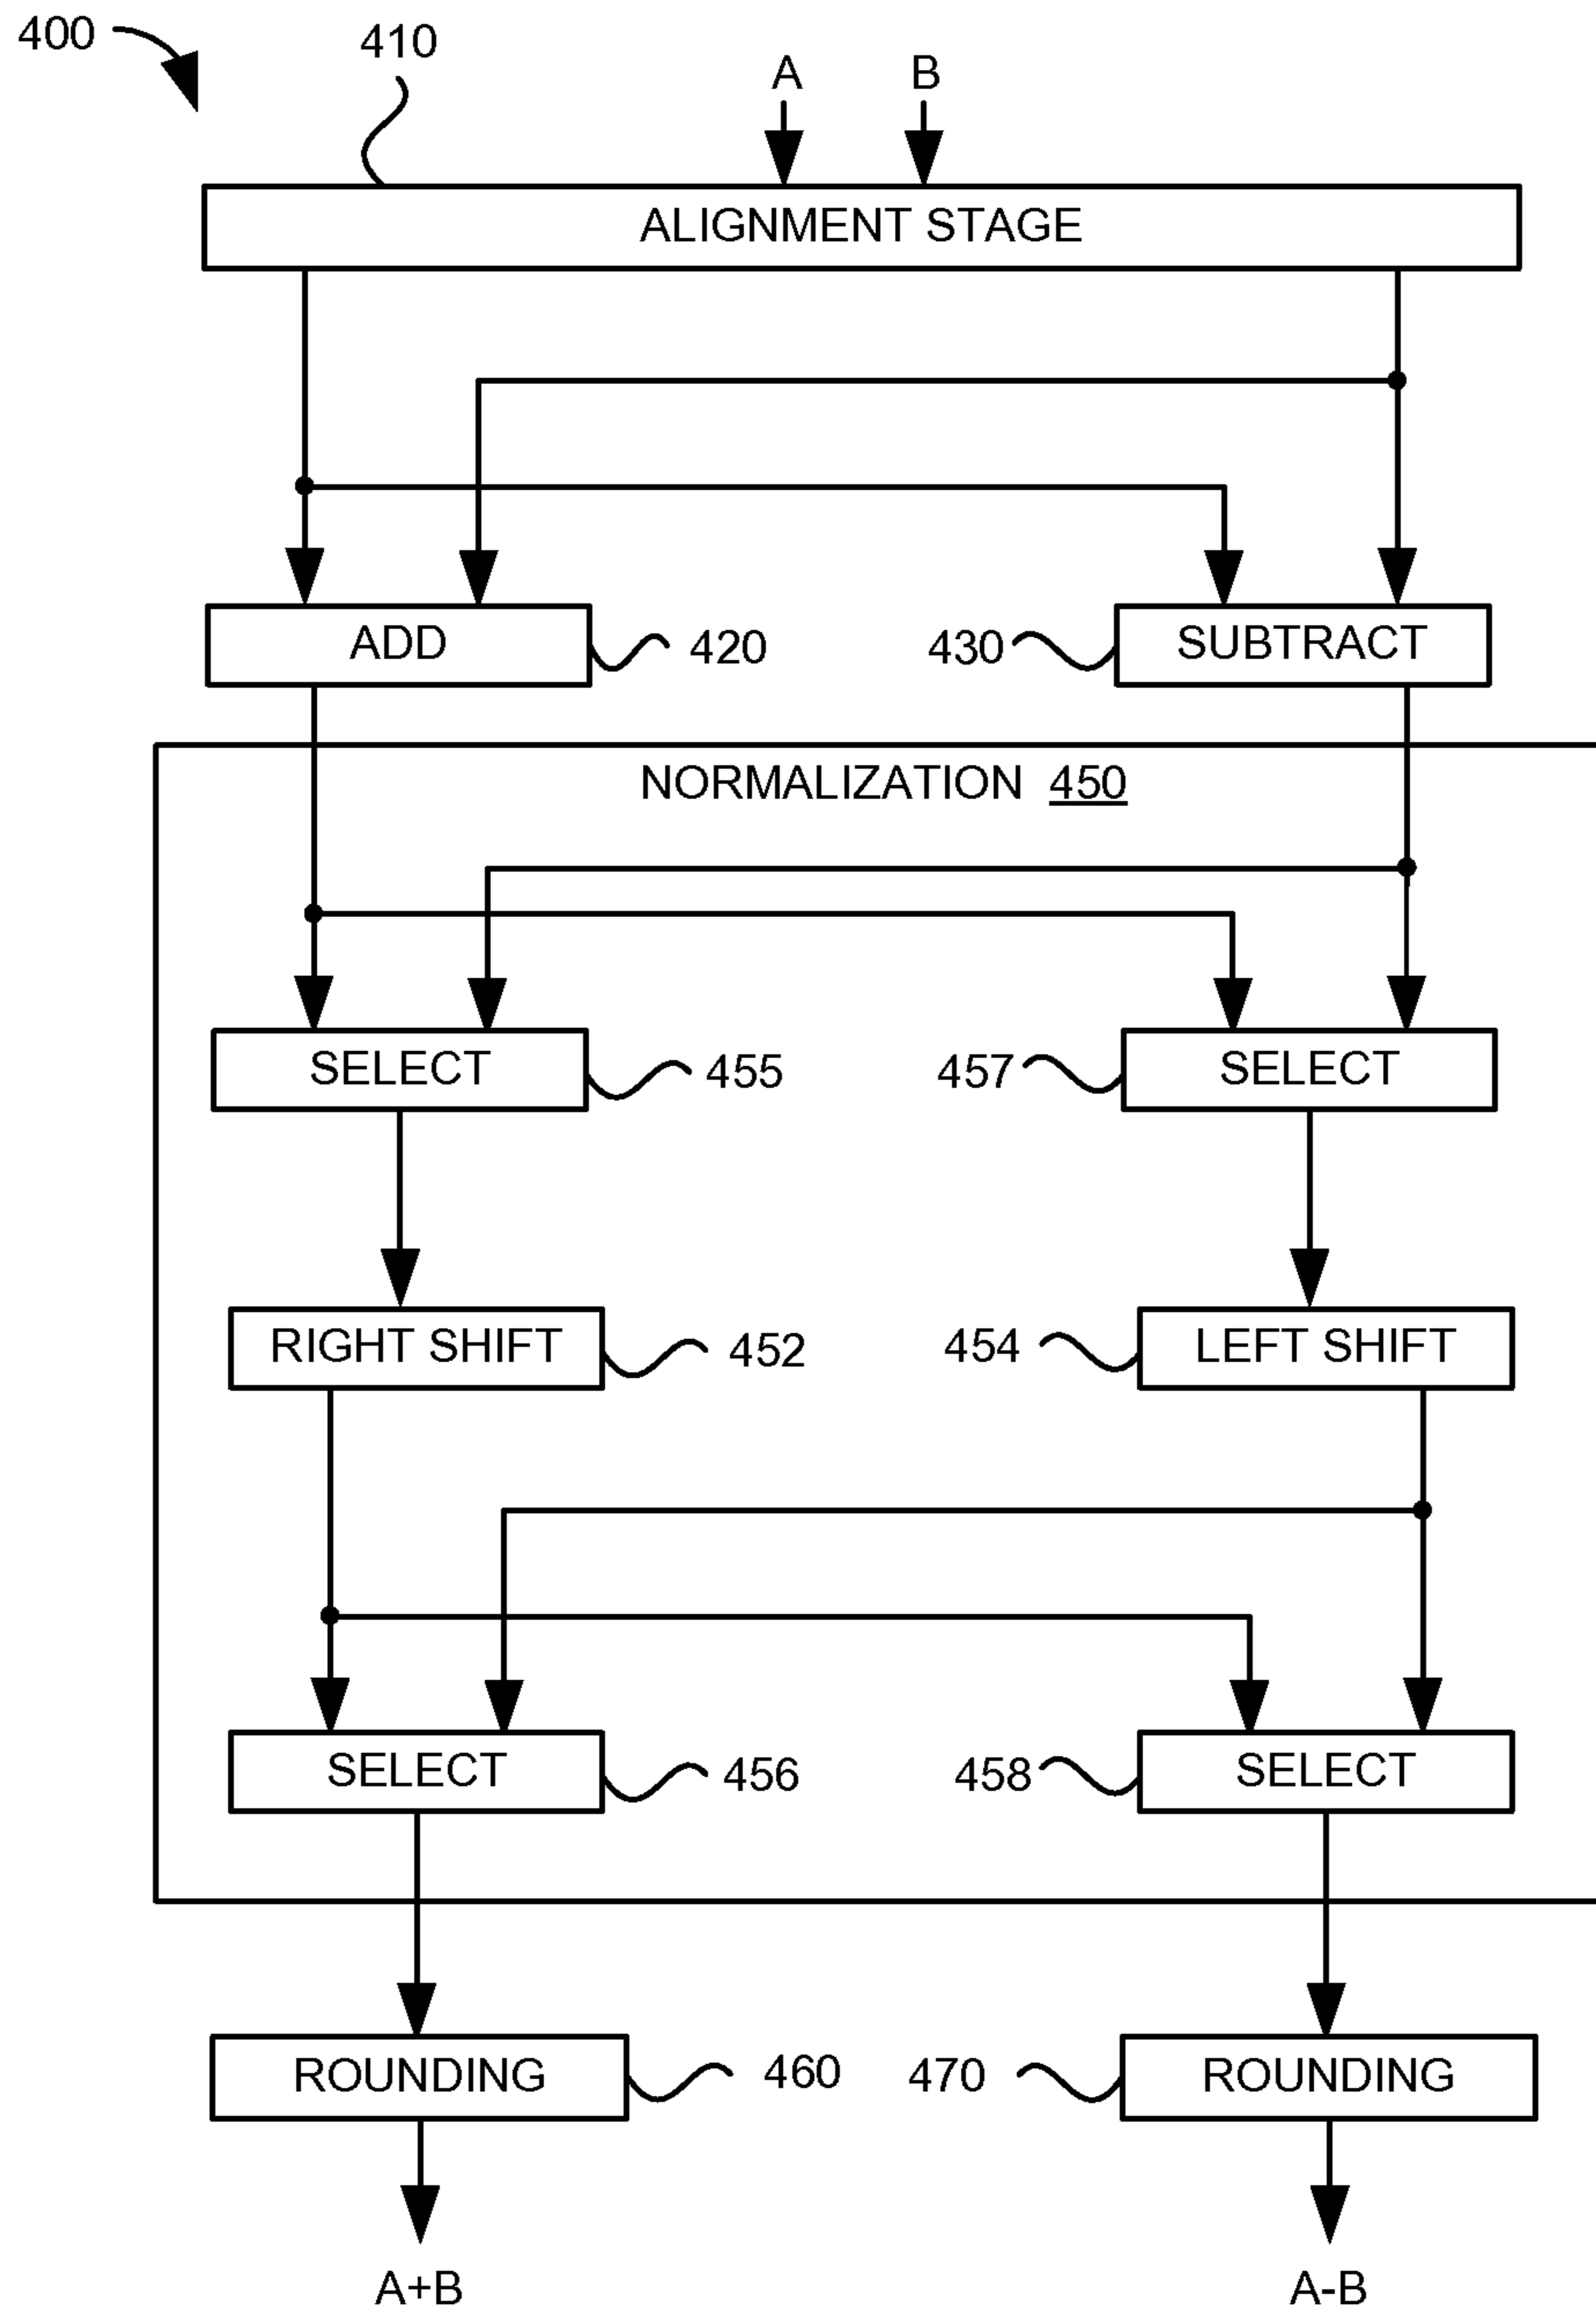 400
410
A B
ALIGNMENT STAGE
ADD
420
430
SUBTRACT
NORMALIZATION 450
SELECT
455
457
SELECT
RIGHT SHIFT
452
454
LEFT SHIFT
SELECT
456
458
SELECT
ROUNDING
460
470
ROUNDING
A+B
A-B